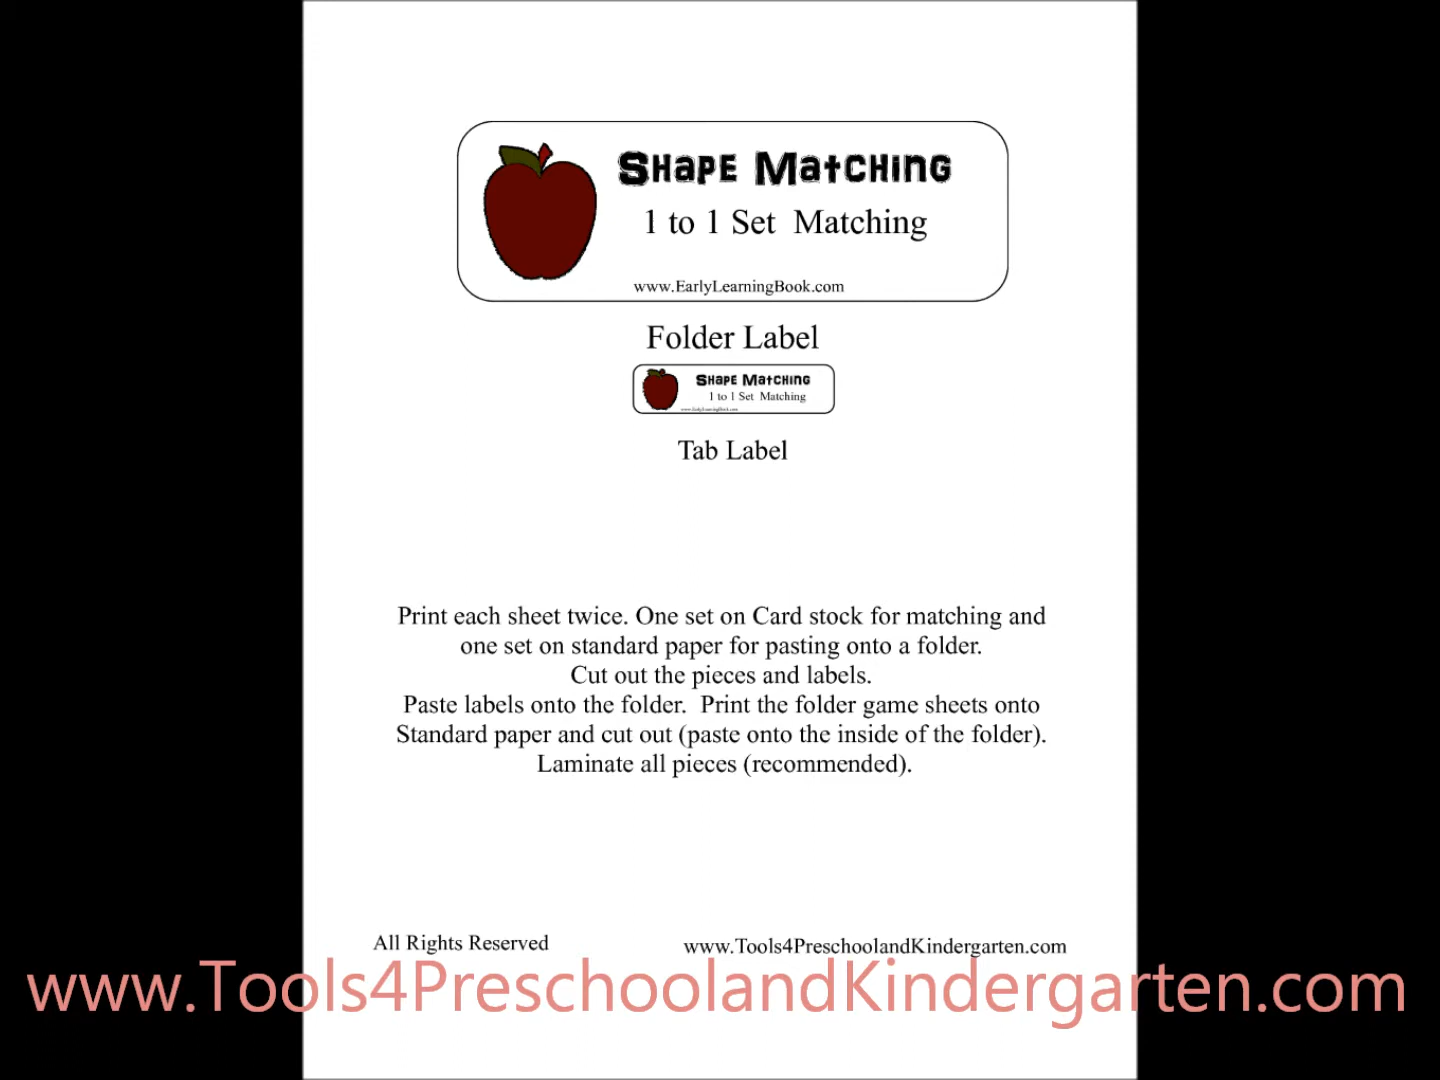 Shape Matching
1 to 1 Set  Matching
www.EarlyLearningBook.com
Folder Label
Shape Matching
1 to 1 Set  Matching
www.EarlyLearningBook.com
Tab Label
Print each sheet twice. One set on Card stock for matching and
one set on standard paper for pasting onto a folder.
Cut out the pieces and labels.
Paste labels onto the folder.  Print the folder game sheets onto
Standard paper and cut out (paste onto the inside of the folder).
Laminate all pieces (recommended).
All Rights Reserved
www.Tools4PreschoolandKindergarten.com
www.Tools4PreschoolandKindergarten.com